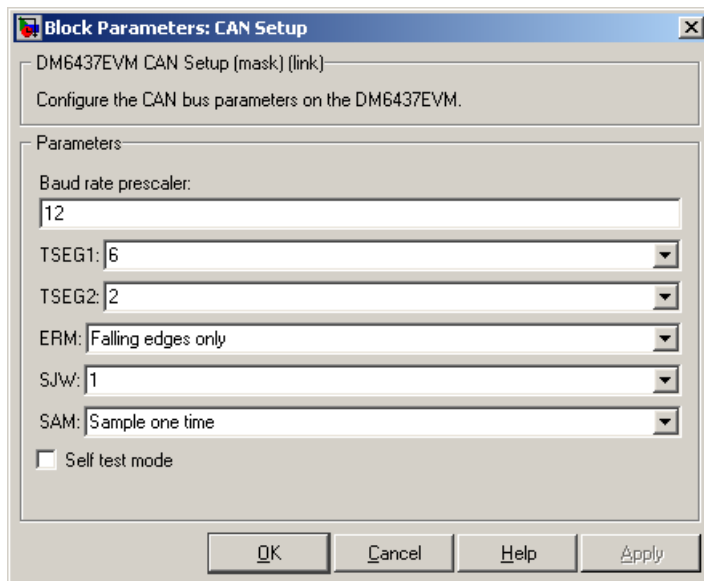 Block Parameters: CAN Setup
DM6437EVM CAN Setup (mask) (link)
Configure the CAN bus parameters on the DM6437EVM.
Parameters
Baud rate prescaler:
12
TSEG1: 6
TSEG2: 2
ERM: Falling edges only
SJW: 1
SAM: Sample one time
Self test mode
OK Cancel Help Apply